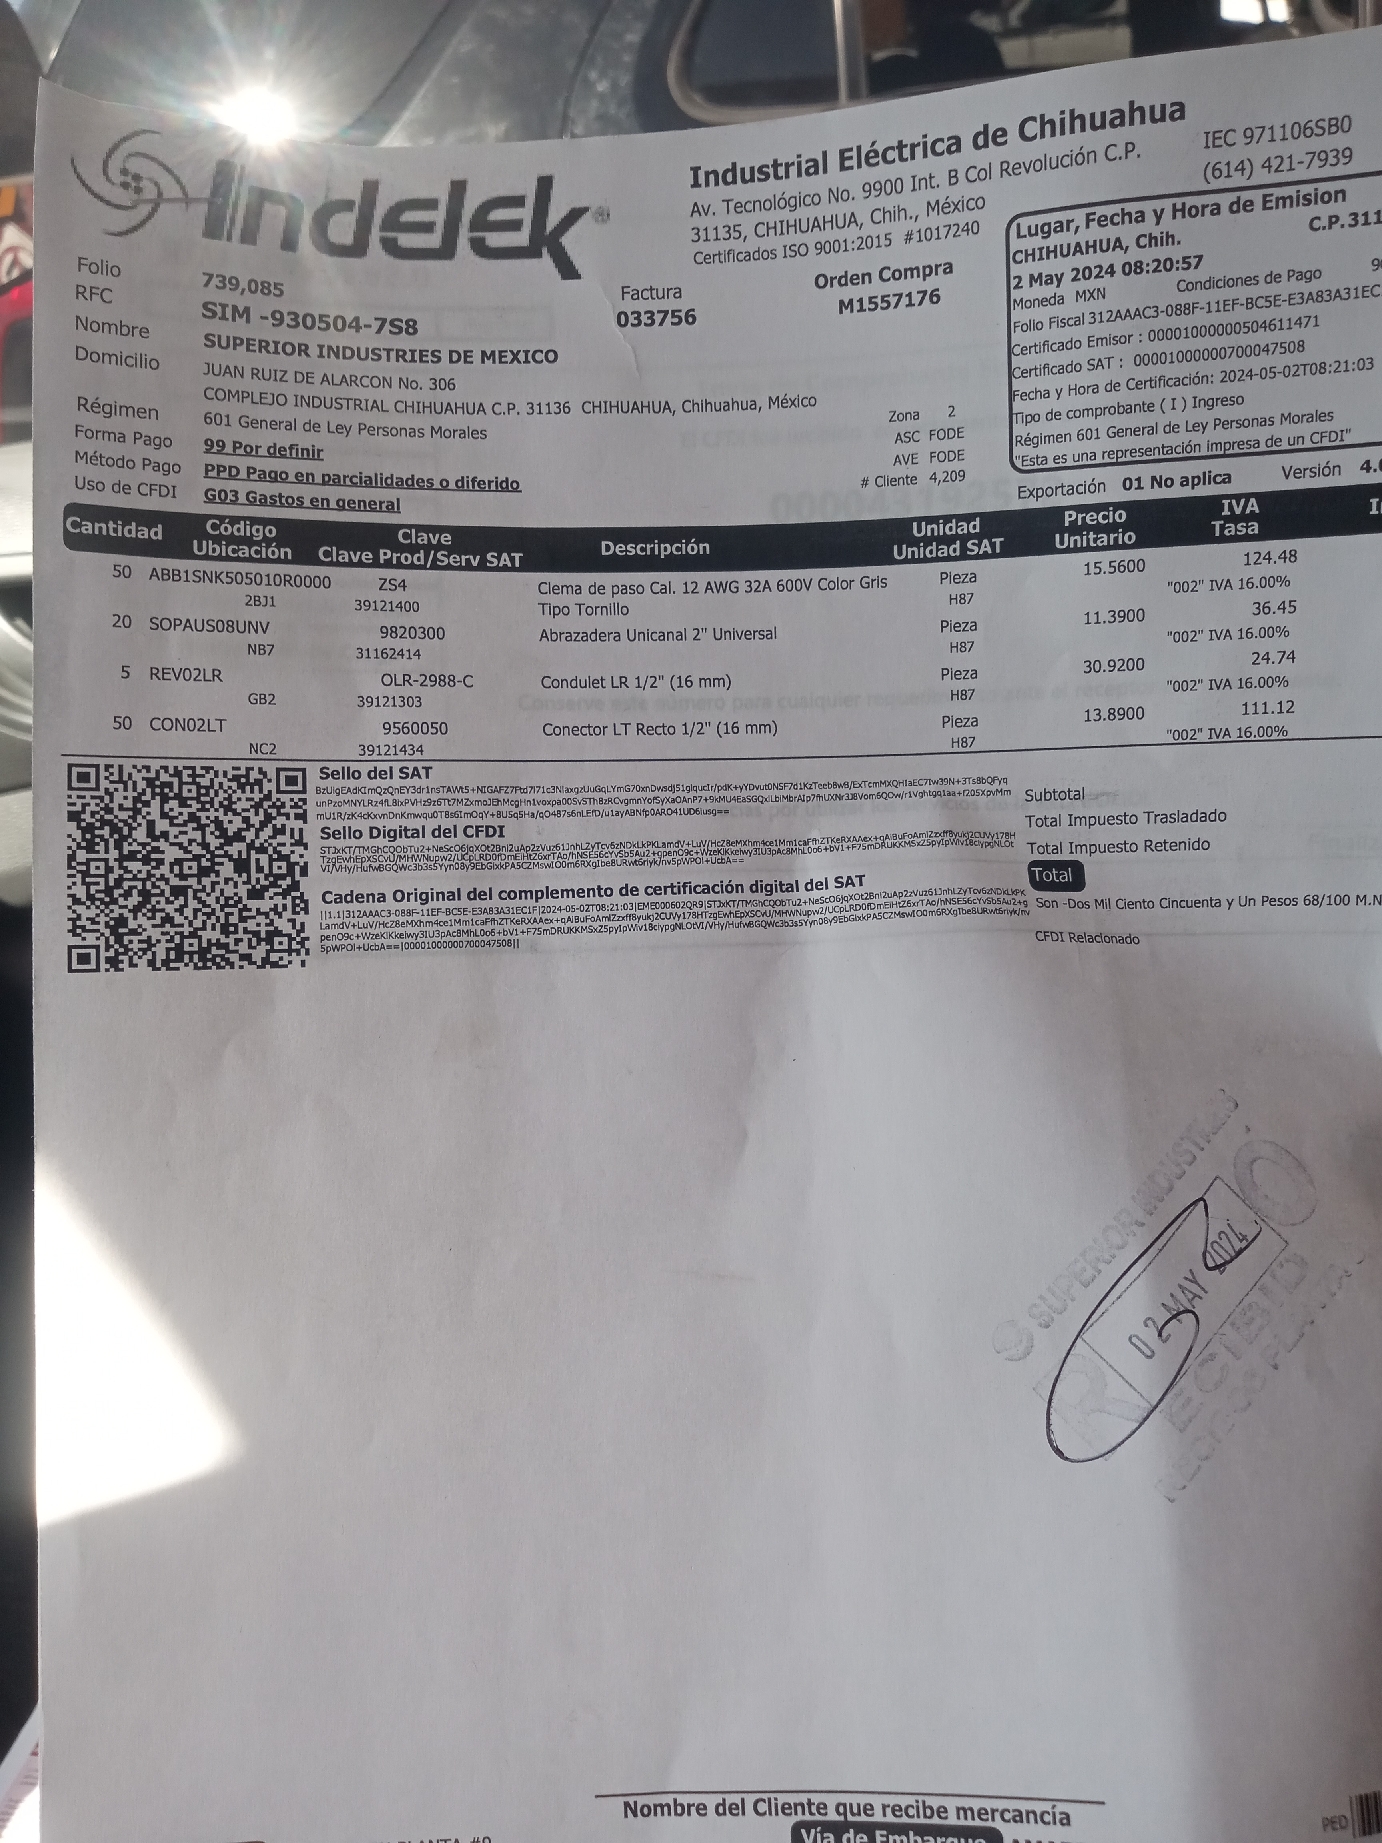 Indelek
Industrial Eléctrica de Chihuahua
Av. Tecnológico No. 9900 Int. B Col Revolución C.P.
31135, CHIHUAHUA, Chih., México
Certificados ISO 9001:2015 #1017240
IEC 971106SB0
(614) 421-7939
Lugar, Fecha y Hora de Emision
CHIHUAHUA, Chih. C.P.311
2 May 2024 08:20:57
Moneda MXN Condiciones de Pago
Folio Fiscal 312AAAC3-088F-11EF-BC5E-E3A83A31EC
Certificado Emisor : 00001000000504611471
Certificado SAT : 00001000000700047508
Fecha y Hora de Certificación: 2024-05-02T08:21:03
Tipo de comprobante ( I ) Ingreso
Régimen 601 General de Ley Personas Morales
"Esta es una representación impresa de un CFDI"
Folio 739,085
Factura
033756
Orden Compra
M1557176
RFC SIM -930504-7S8
Nombre SUPERIOR INDUSTRIES DE MEXICO
Domicilio JUAN RUIZ DE ALARCON No. 306
COMPLEJO INDUSTRIAL CHIHUAHUA C.P. 31136 CHIHUAHUA, Chihuahua, México
Régimen 601 General de Ley Personas Morales
Forma Pago 99 Por definir
Método Pago PPD Pago en parcialidades o diferido
Uso de CFDI G03 Gastos en general
Zona 2
ASC FODE
AVE FODE
# Cliente 4,209
Exportación 01 No aplica Versión 4.
Cantidad Código Clave Descripción Unidad Precio IVA
Ubicación Clave Prod/Serv SAT Unidad SAT Unitario Tasa
50 ABB1SNK505010R0000 ZS4 Clema de paso Cal. 12 AWG 32A 600V Color Gris Pieza 15.5600 124.48
2BJ1 39121400 Tipo Tornillo H87 "002" IVA 16.00%
20 SOPAUS08UNV 9820300 Abrazadera Unicanal 2" Universal Pieza 11.3900 36.45
NB7 31162414 H87 "002" IVA 16.00%
5 REV02LR OLR-2988-C Condulet LR 1/2" (16 mm) Pieza 30.9200 24.74
GB2 39121303 H87 "002" IVA 16.00%
50 CON02LT 9560050 Conector LT Recto 1/2" (16 mm) Pieza 13.8900 111.12
NC2 39121434 H87 "002" IVA 16.00%
Sello del SAT
Sello Digital del CFDI
Cadena Original del complemento de certificación digital del SAT
Subtotal
Total Impuesto Trasladado
Total Impuesto Retenido
Total
Son -Dos Mil Ciento Cincuenta y Un Pesos 68/100 M.N
CFDI Relacionado
SUPERIOR INDUSTRIES
02 MAY 2024
RECIBIDO
Nombre del Cliente que recibe mercancía
Vía de Embarque
PED